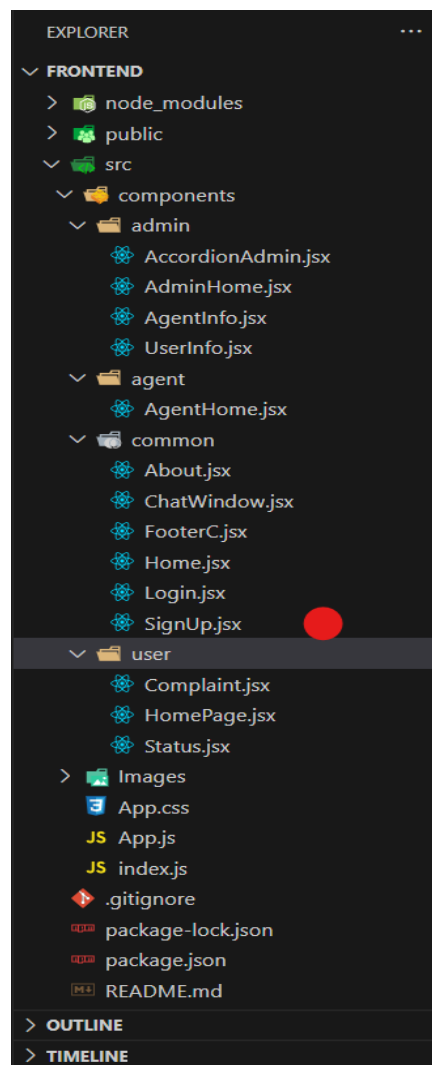 EXPLORER ...
FRONTEND
node_modules
public
src
components
admin
AccordionAdmin.jsx
AdminHome.jsx
AgentInfo.jsx
UserInfo.jsx
agent
AgentHome.jsx
common
About.jsx
ChatWindow.jsx
FooterC.jsx
Home.jsx
Login.jsx
SignUp.jsx
user
Complaint.jsx
HomePage.jsx
Status.jsx
Images
App.css
JS App.js
JS index.js
.gitignore
package-lock.json
package.json
README.md
OUTLINE
TIMELINE